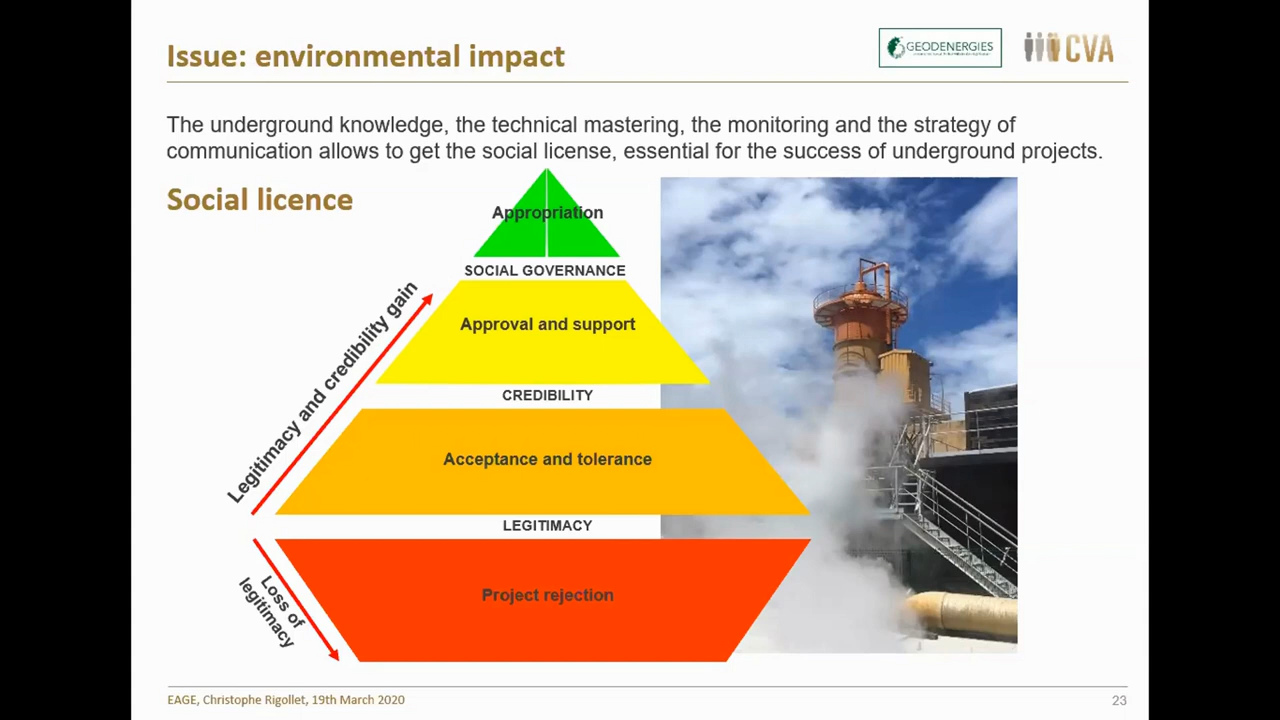 Issue: environmental impact
GEODENERGIES
CVA
The underground knowledge, the technical mastering, the monitoring and the strategy of
communication allows to get the social license, essential for the success of underground projects.
Social licence
Appropriation
SOCIAL GOVERNANCE
Legitimacy and credibility gain
Approval and support
CREDIBILITY
Acceptance and tolerance
LEGITIMACY
Loss of
legitimacy
Project rejection
EAGE, Christophe Rigollet, 19th March 2020
23